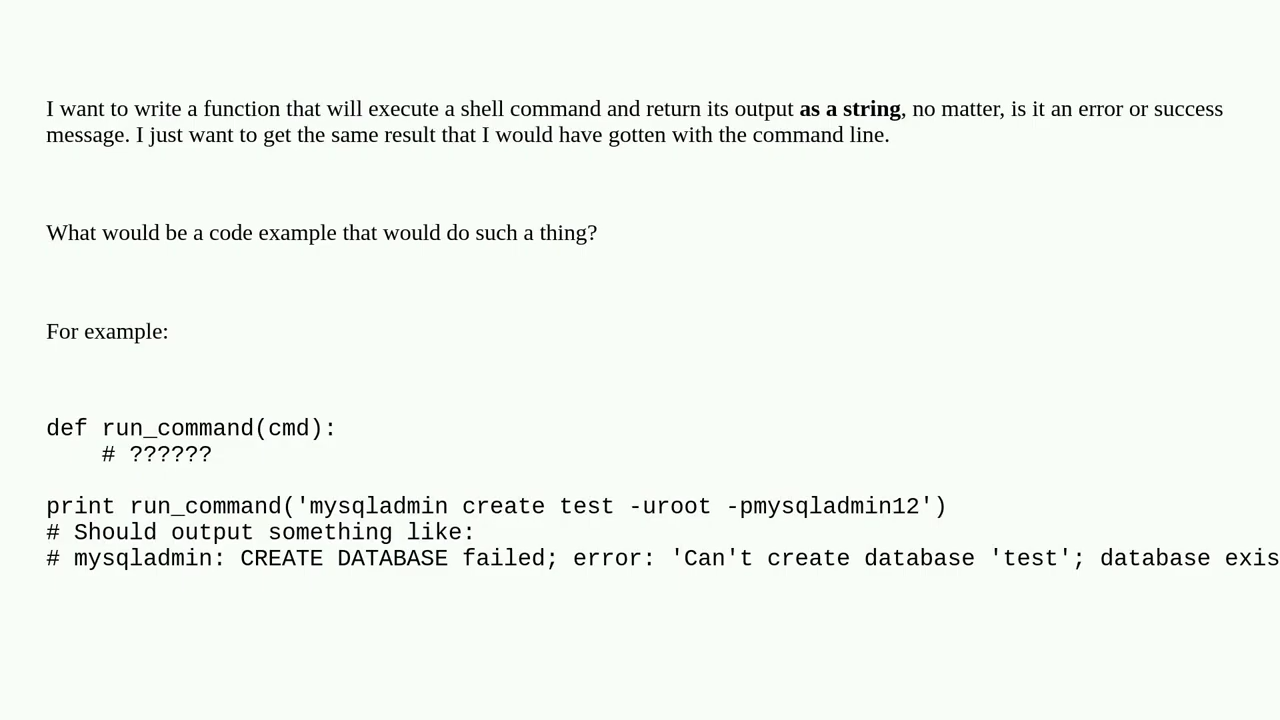 I want to write a function that will execute a shell command and return its output as a string, no matter, is it an error or success
message. I just want to get the same result that I would have gotten with the command line.
What would be a code example that would do such a thing?
For example:
def run_command(cmd):
    # ??????
print run_command('mysqladmin create test -uroot -pmysqladmin12')
# Should output something like:
# mysqladmin: CREATE DATABASE failed; error: 'Can't create database 'test'; database exis